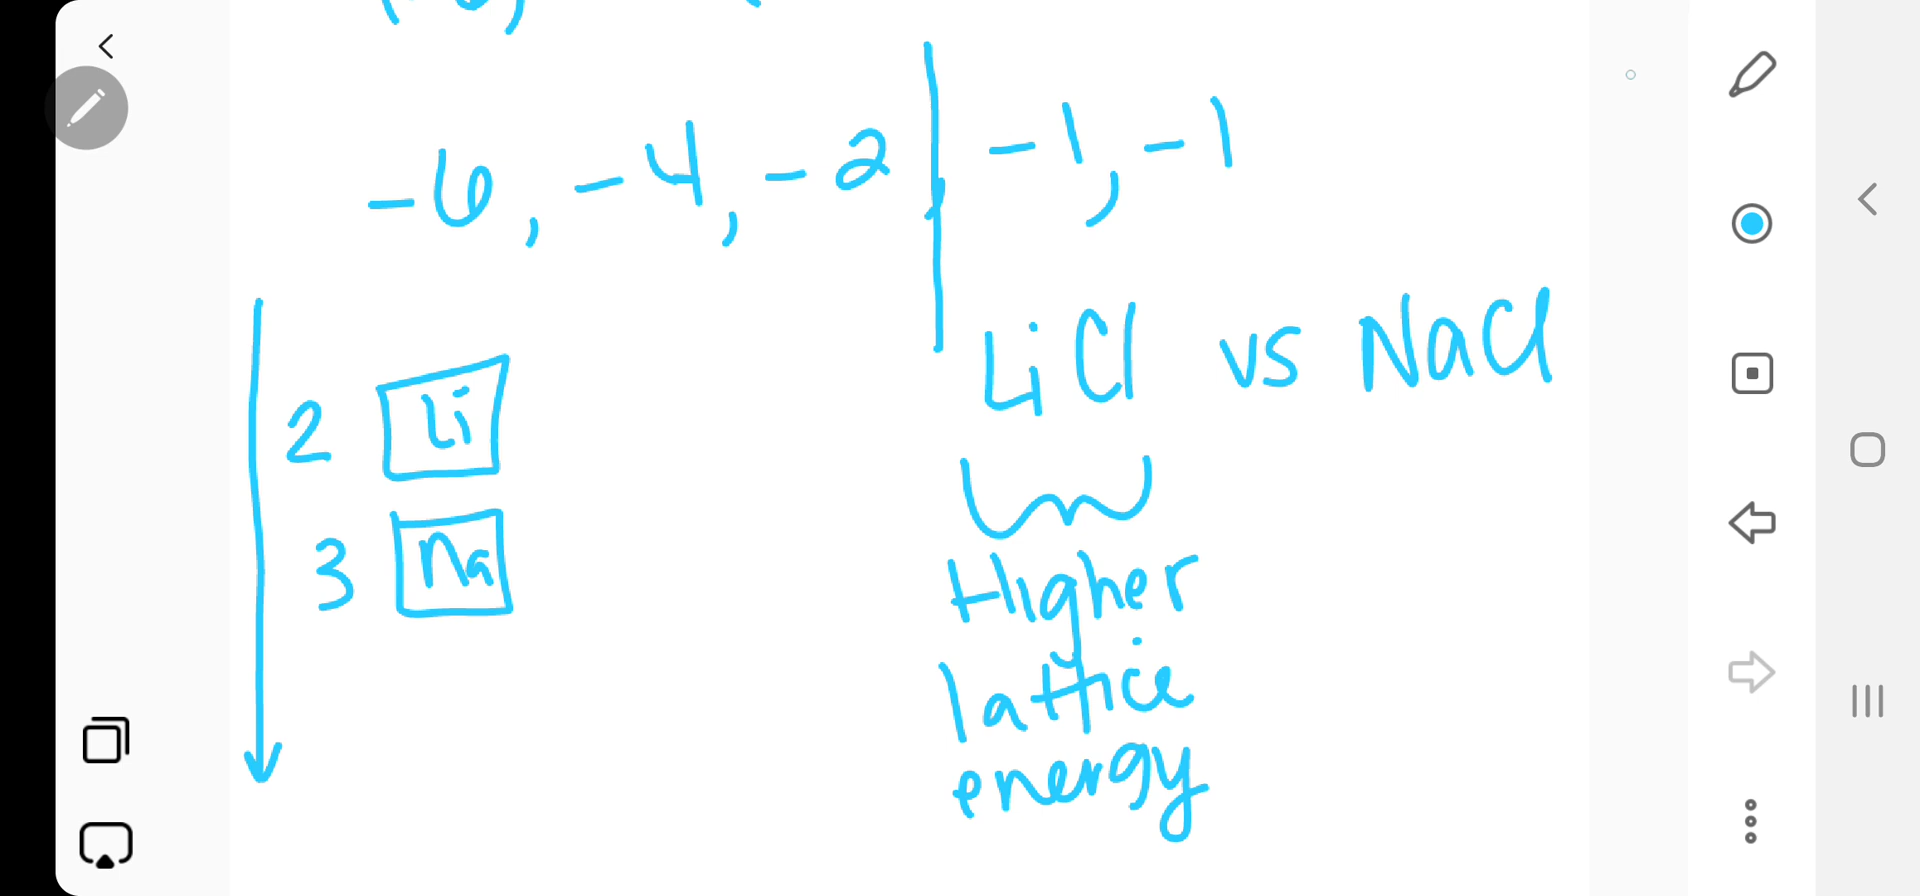 -6, -4, -2, -1, -1
LiCl vs NaCl
2 Li
3 Na
Higher
lattice
energy